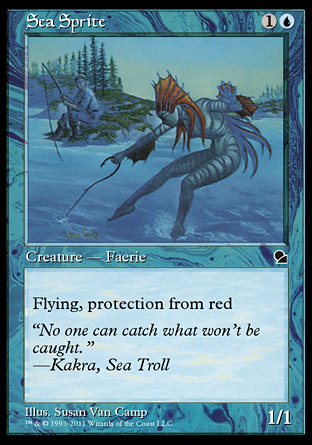 Sea Sprite 1
Creature — Faerie
Flying, protection from red
“No one can catch what won’t be
caught.”
—Kakra, Sea Troll
Illus. Susan Van Camp
™ & © 1993-2011 Wizards of the Coast LLC
1/1